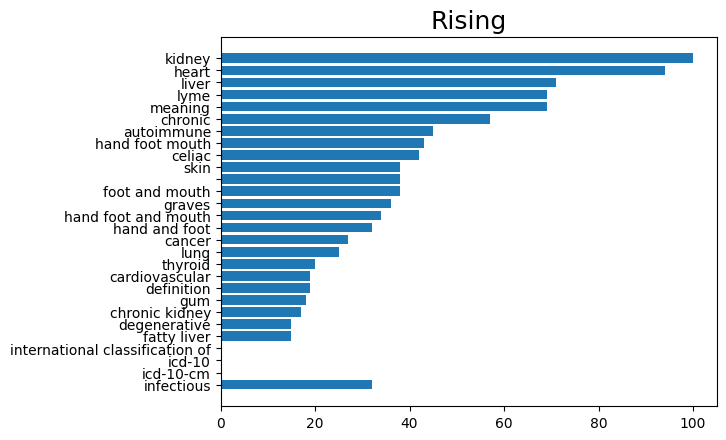 Rising
kidney
heart
liver
lyme
meaning
chronic
autoimmune
hand foot mouth
celiac
skin
foot and mouth
graves
hand foot and mouth
hand and foot
cancer
lung
thyroid
cardiovascular
definition
gum
chronic kidney
degenerative
fatty liver
international classification of
icd-10
icd-10-cm
infectious
0 20 40 60 80 100